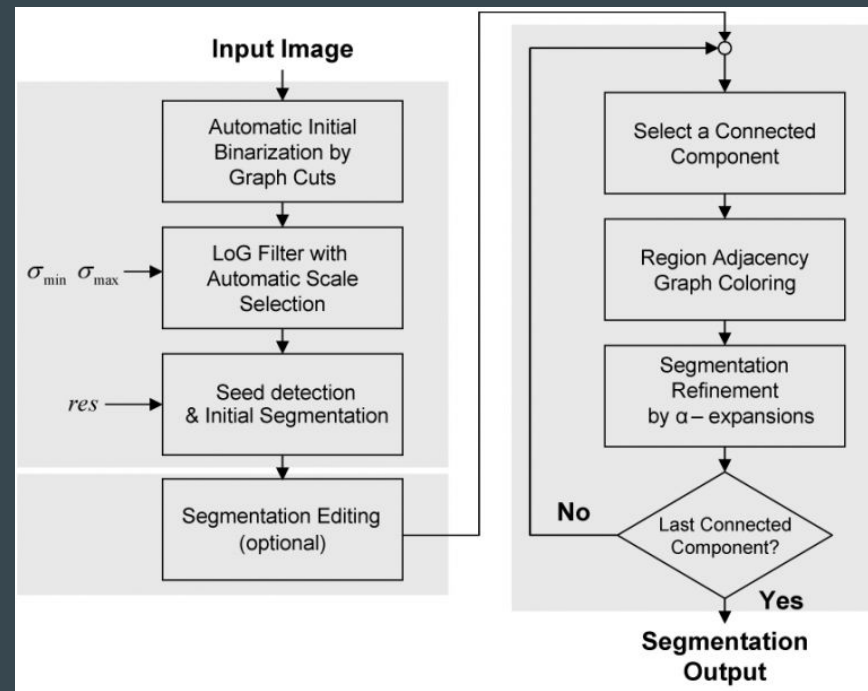 Input Image
Automatic Initial
Binarization by
Graph Cuts
σmin σmax
LoG Filter with
Automatic Scale
Selection
res
Seed detection
& Initial Segmentation
Segmentation Editing
(optional)
Select a Connected
Component
Region Adjacency
Graph Coloring
Segmentation
Refinement
by α– expansions
No
Last Connected
Component?
Yes
Segmentation
Output